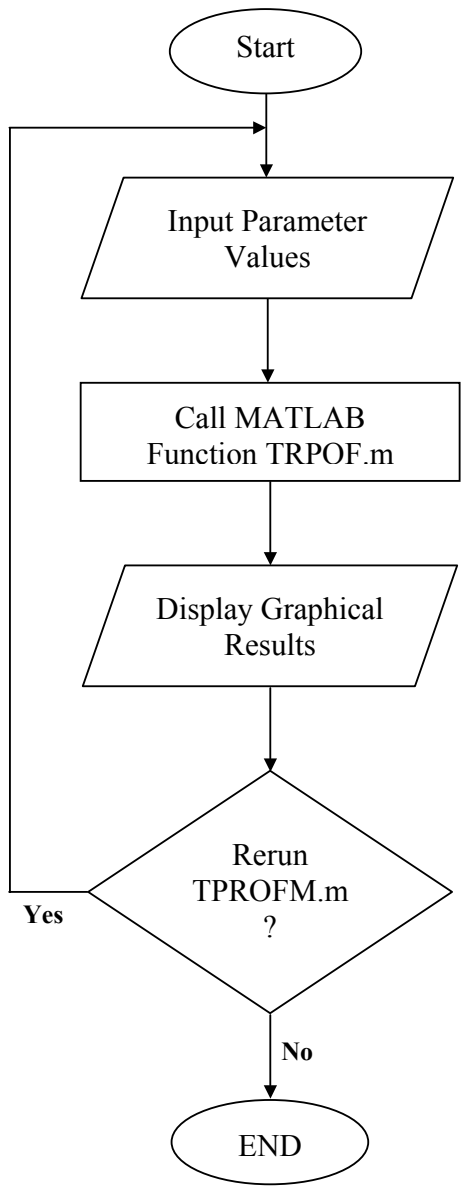 Start
Input Parameter
Values
Call MATLAB
Function TRPOF.m
Display Graphical
Results
Rerun
TPROFM.m
?
Yes
No
END